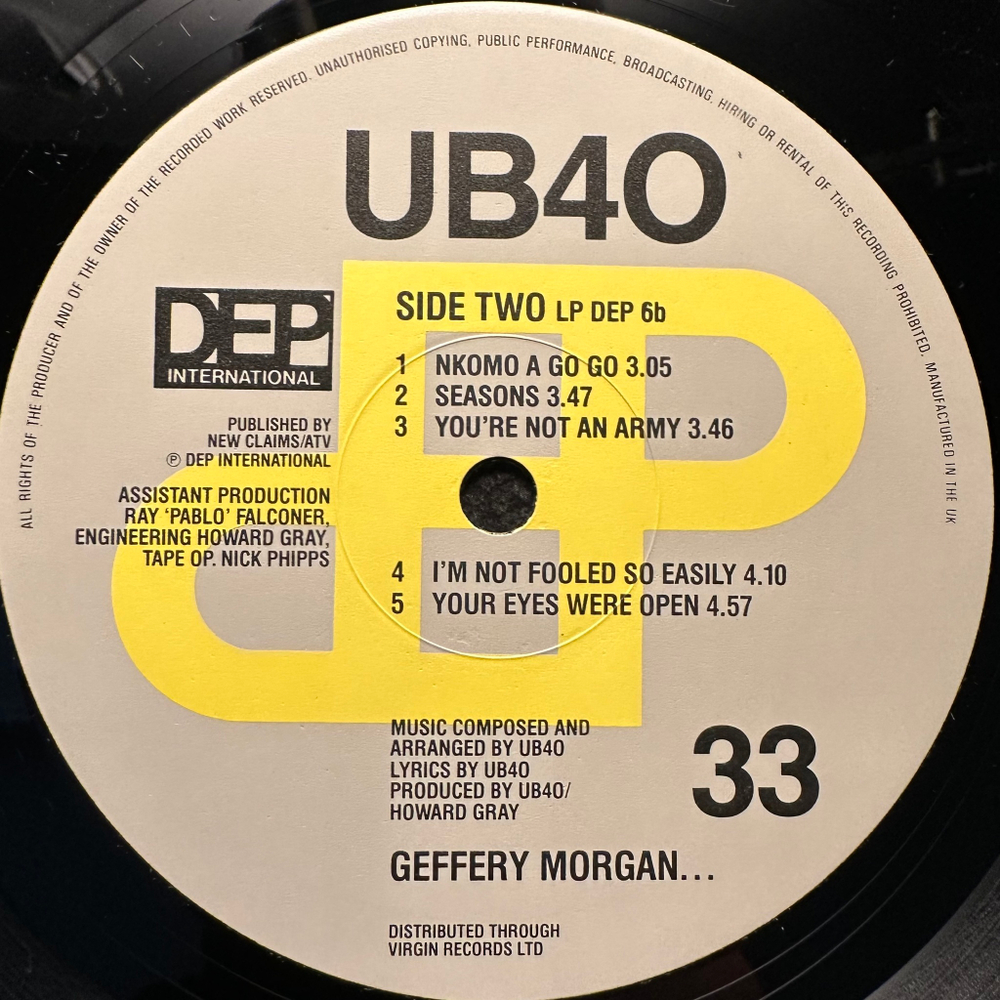 ALL RIGHTS OF THE PRODUCER AND OF THE OWNER OF THE RECORDED WORK RESERVED. UNAUTHORISED COPYING, PUBLIC PERFORMANCE, BROADCASTING, HIRING OR RENTAL OF THIS RECORDING PROHIBITED. MANUFACTURED IN THE UK
UB40
DEP
INTERNATIONAL
PUBLISHED BY
NEW CLAIMS/ATV
℗ DEP INTERNATIONAL
ASSISTANT PRODUCTION
RAY ‘PABLO’ FALCONER,
ENGINEERING HOWARD GRAY,
TAPE OP. NICK PHIPPS
SIDE TWO LP DEP 6b
1 NKOMO A GO GO 3.05
2 SEASONS 3.47
3 YOU'RE NOT AN ARMY 3.46
4 I'M NOT FOOLED SO EASILY 4.10
5 YOUR EYES WERE OPEN 4.57
MUSIC COMPOSED AND
ARRANGED BY UB40
LYRICS BY UB40
PRODUCED BY UB40/
HOWARD GRAY
33
GEFFERY MORGAN...
DISTRIBUTED THROUGH
VIRGIN RECORDS LTD
dEP